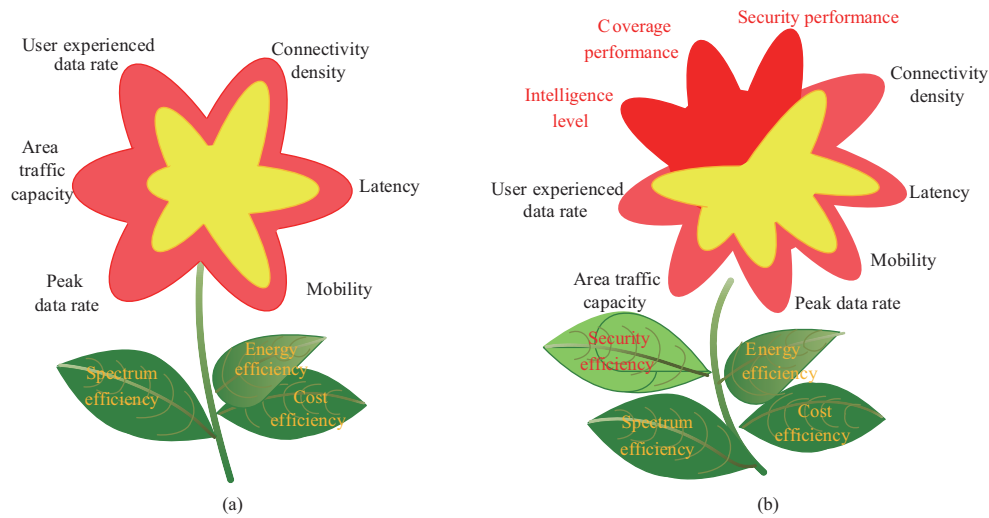 User experienced
data rate
Connectivity
density
Area
traffic
capacity
Latency
Peak
data rate
Mobility
Energy
efficiency
Spectrum
efficiency
Cost
efficiency
(a)
Security performance
Coverage
performance
Intelligence
level
Connectivity
density
User experienced
data rate
Latency
Mobility
Area traffic
capacity
Peak data rate
Security
efficiency
Energy
efficiency
Spectrum
efficiency
Cost
efficiency
(b)